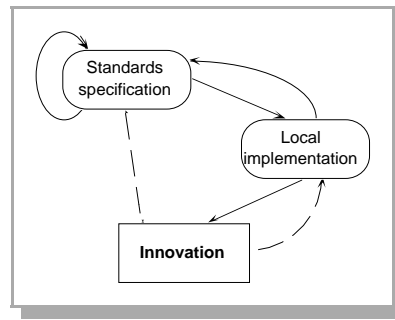 Standards
specification
Local
implementation
Innovation